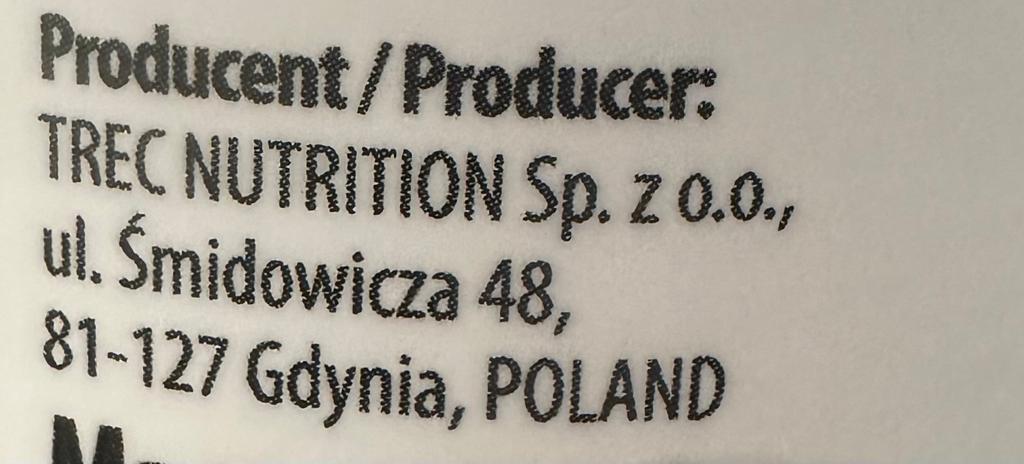 Producent / Producer:
TREC NUTRITION Sp. z o.o.,
ul. Śmidowicza 48,
81-127 Gdynia, POLAND